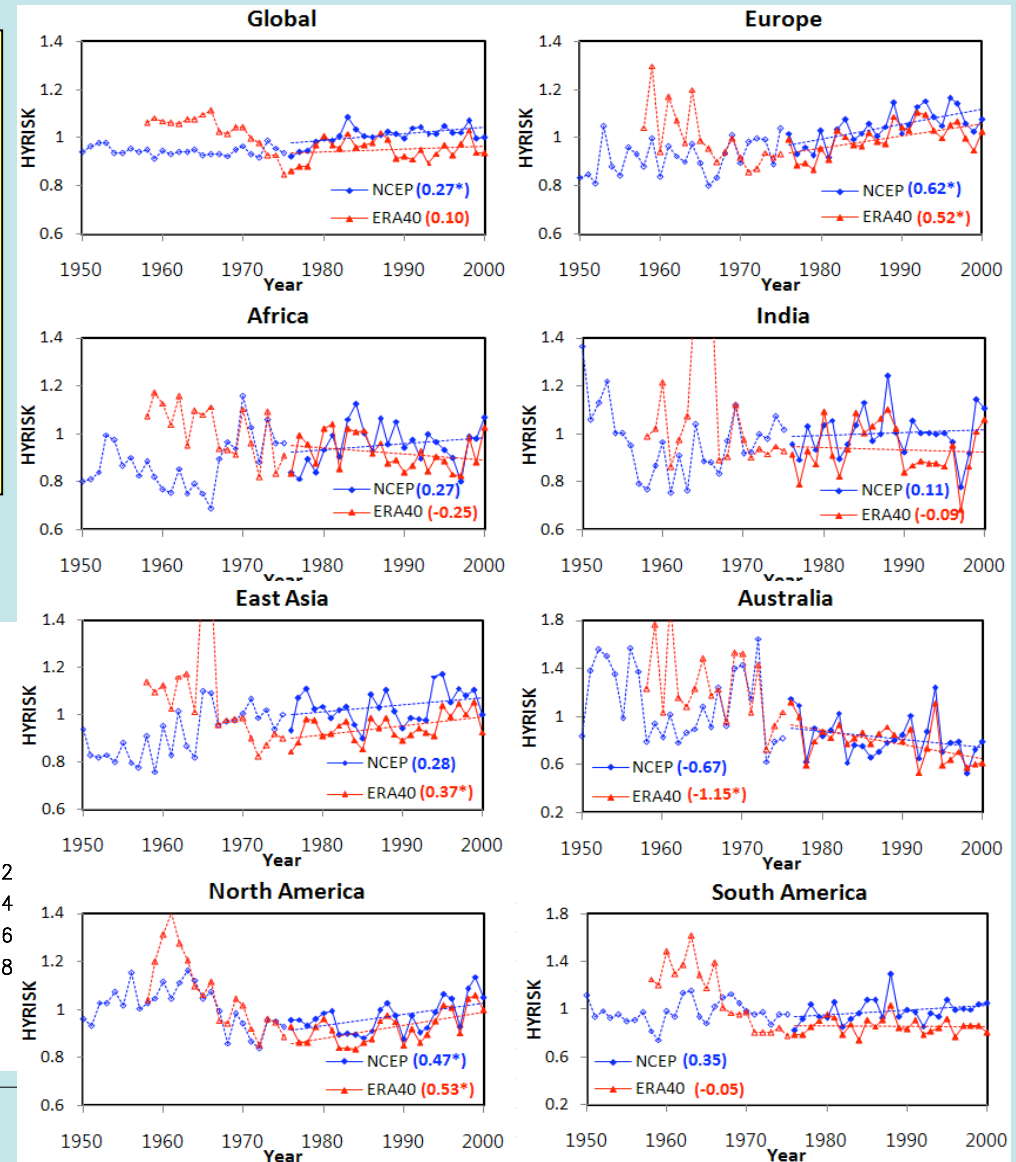 Global
1.4
1.2
1
0.8
0.6
HYRISK
NCEP (0.27*)
ERA40 (0.10)
1950 1960 1970 1980 1990 2000
Year
Europe
1.4
1.2
1
0.8
0.6
HYRISK
NCEP (0.62*)
ERA40 (0.52*)
1950 1960 1970 1980 1990 2000
Year
Africa
1.4
1.2
1
0.8
0.6
HYRISK
NCEP (0.27)
ERA40 (-0.25)
1950 1960 1970 1980 1990 2000
Year
India
1.4
1.2
1
0.8
0.6
HYRISK
NCEP (0.11)
ERA40 (-0.09)
1950 1960 1970 1980 1990 2000
Year
East Asia
1.4
1.2
1
0.8
0.6
HYRISK
NCEP (0.28)
ERA40 (0.37*)
1950 1960 1970 1980 1990 2000
Year
Australia
1.8
1.4
1
0.6
0.2
HYRISK
NCEP (-0.67)
ERA40 (-1.15*)
1950 1960 1970 1980 1990 2000
Year
2
4
6
8
North America
1.4
1.2
1
0.8
0.6
HYRISK
NCEP (0.47*)
ERA40 (0.53*)
1950 1960 1970 1980 1990 2000
Year
South America
1.8
1.4
1
0.6
0.2
HYRISK
NCEP (0.35)
ERA40 (-0.05)
1950 1960 1970 1980 1990 2000
Year